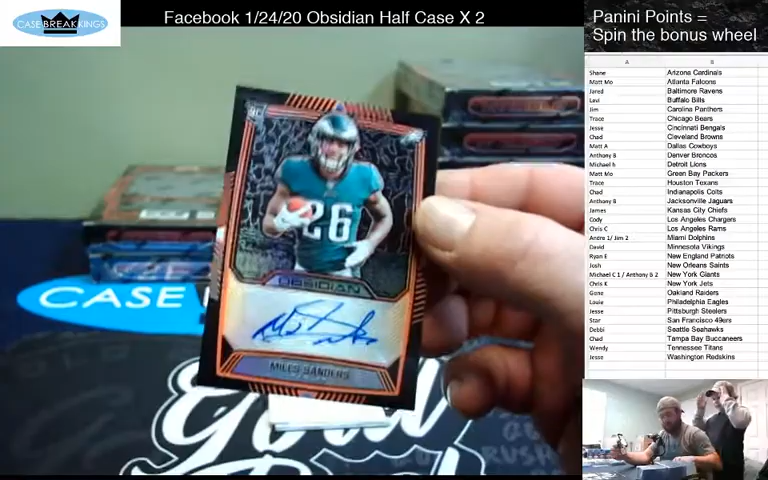 CASE BREAK KINGS
Facebook 1/24/20 Obsidian Half Case X 2
Panini Points =
Spin the bonus wheel
A B
Shane Arizona Cardinals
Matt Mo Atlanta Falcons
Jared Baltimore Ravens
Levi Buffalo Bills
Jim Carolina Panthers
Trace Chicago Bears
Jesse Cincinnati Bengals
Chad Cleveland Browns
Matt A Dallas Cowboys
Anthony B Denver Broncos
Michael h Detroit Lions
Matt Mo Green Bay Packers
Trace Houston Texans
Chad Indianapolis Colts
Anthony B Jacksonville Jaguars
James Kansas City Chiefs
Cody Los Angeles Chargers
Chris C Los Angeles Rams
Andre 1/ Jim 2 Miami Dolphins
David Minnesota Vikings
Ryan E New England Patriots
Josh New Orleans Saints
Michael C 1 / Anthony B 2 New York Giants
Chris K New York Jets
Gene Oakland Raiders
Louie Philadelphia Eagles
Jesse Pittsburgh Steelers
Star San Francisco 49ers
Debbi Seattle Seahawks
Chad Tampa Bay Buccaneers
Wendy Tennessee Titans
Jesse Washington Redskins
RC
26
OBSIDIAN
MILES SANDERS
CASE
Gold
RUSH